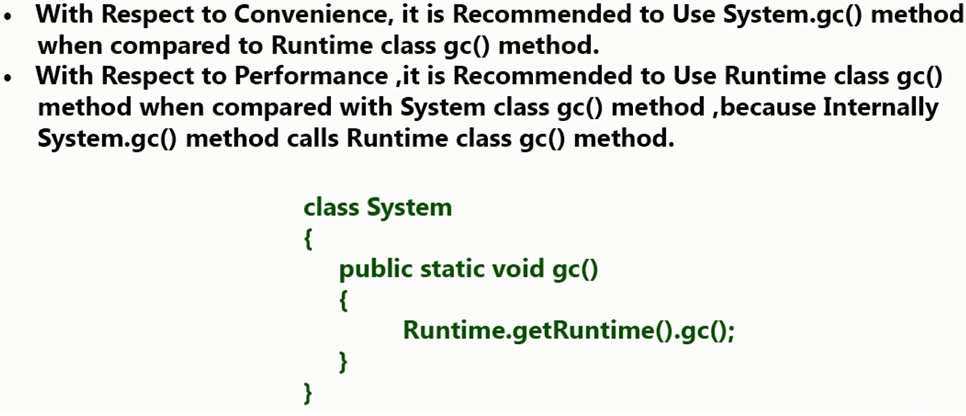 • With Respect to Convenience, it is Recommended to Use System.gc() method
when compared to Runtime class gc() method.
• With Respect to Performance ,it is Recommended to Use Runtime class gc()
method when compared with System class gc() method ,because Internally
System.gc() method calls Runtime class gc() method.
class System
{
public static void gc()
{
Runtime.getRuntime().gc();
}
}